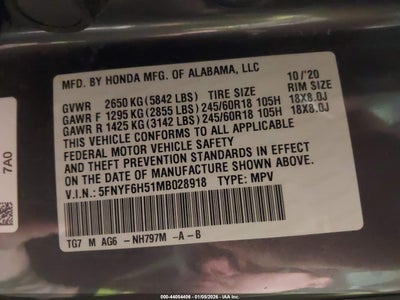 MFD. BY HONDA MFG. OF ALABAMA, LLC 10/'20
GVWR 2650 KG (5842 LBS) TIRE SIZE RIM SIZE
GAWR F 1295 KG (2855 LBS) 245/60R18 105H 18X8.0J
GAWR R 1425 KG (3142 LBS) 245/60R18 105H 18X8.0J
THIS VEHICLE CONFORMS TO ALL APPLICABLE
FEDERAL MOTOR VEHICLE SAFETY
AND THEFT PREVENTION STANDARDS IN EFFECT
ON THE DATE OF MANUFACTURE SHOWN ABOVE.
V.I.N.: 5FNYF6H51MB028918 TYPE: MPV
TG7 M AG6 -NH797M -A-B
7A0
000-44054406 - 01/05/2026 - IAA Inc.